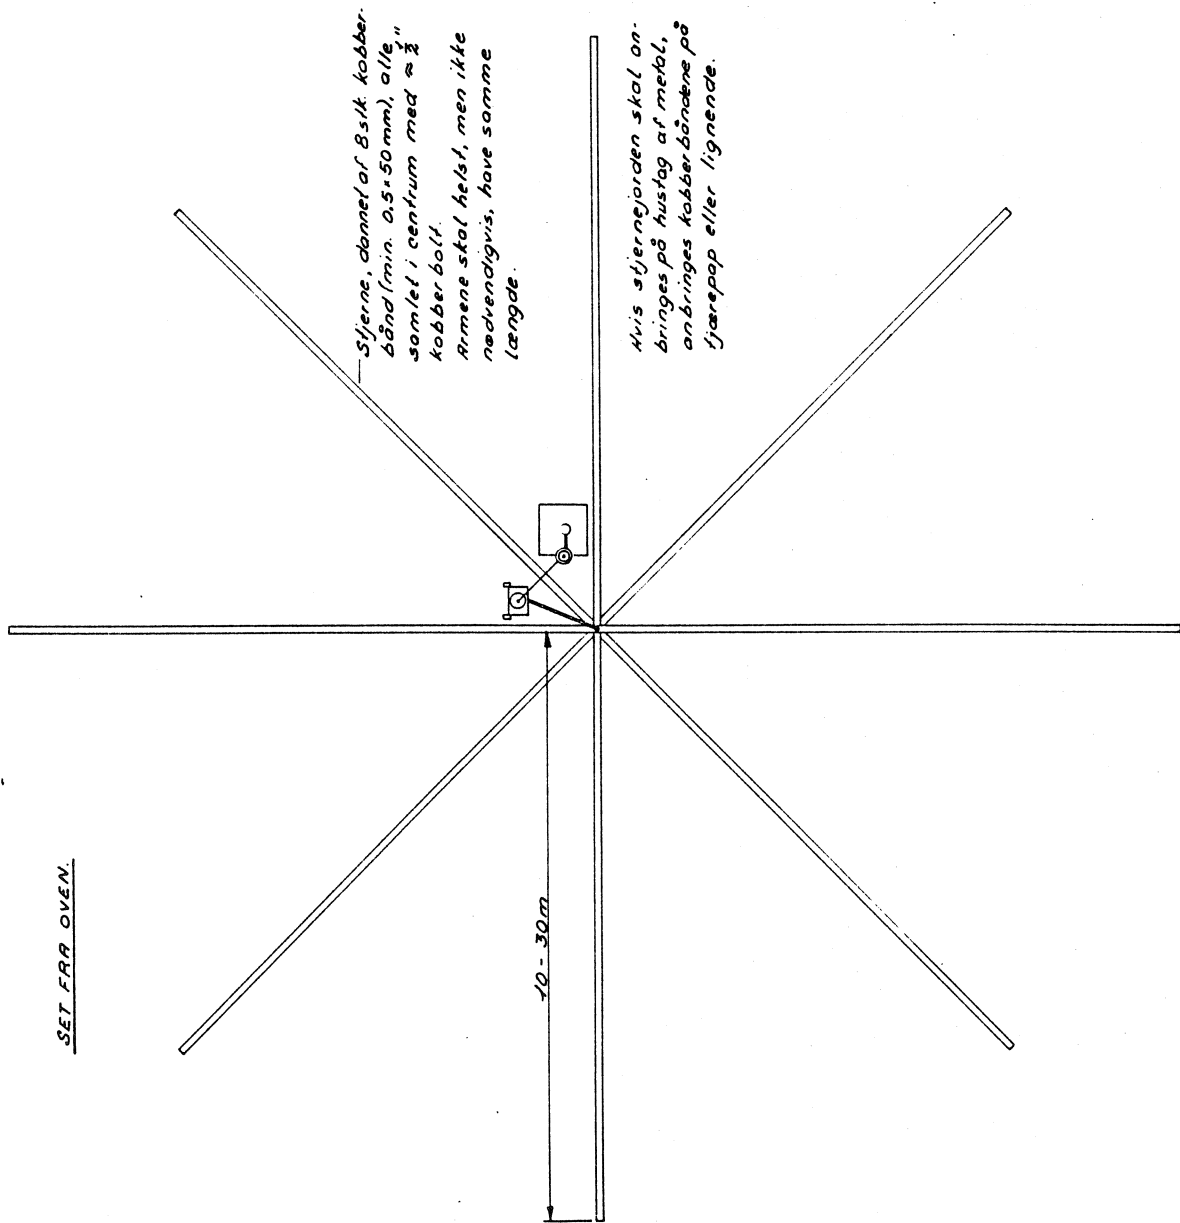 SET FRA OVEN.
Stjerne, dannet af 8 stk. kobber-
bånd (min. 0.5×50mm), alle
samlet i centrum med ≈ ½"
kobberbolt.
Armene skal helst, men ikke
nødvendigvis, have samme
længde.
Hvis stjernejorden skal an-
bringes på hustag af metal,
anbringes kobberbåndene på
tjærepap eller lignende.
10 - 30m